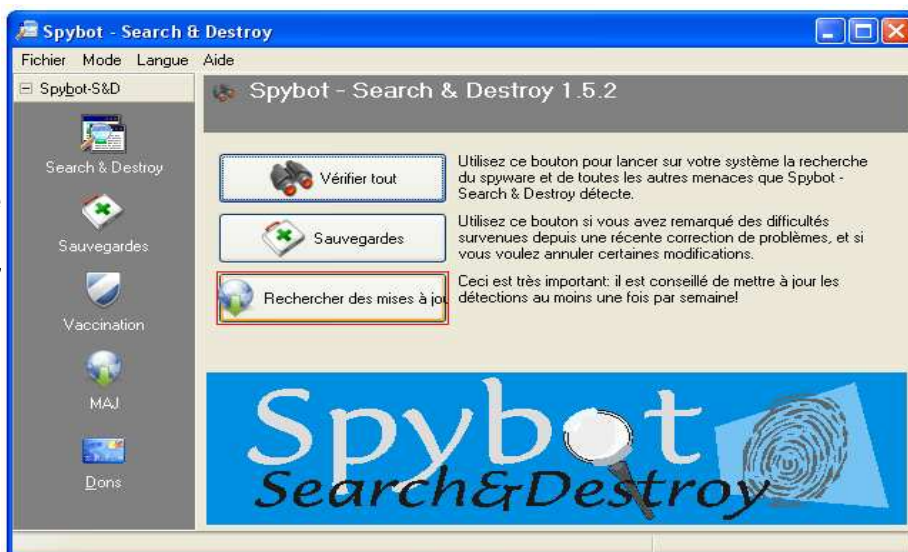 Spybot - Search & Destroy
Fichier Mode Langue Aide
Spybot-S&D
Search & Destroy
Sauvegardes
Vaccination
MAJ
Dons
Spybot - Search & Destroy 1.5.2
Vérifier tout
Utilisez ce bouton pour lancer sur votre système la recherche
du spyware et de toutes les autres menaces que Spybot -
Search & Destroy détecte.
Sauvegardes
Utilisez ce bouton si vous avez remarqué des difficultés
survenues depuis une récente correction de problèmes, et si
vous voulez annuler certaines modifications.
Rechercher des mises à jou
Ceci est très important: il est conseillé de mettre à jour les
détections au moins une fois par semaine!
Spybot
Search&Destroy